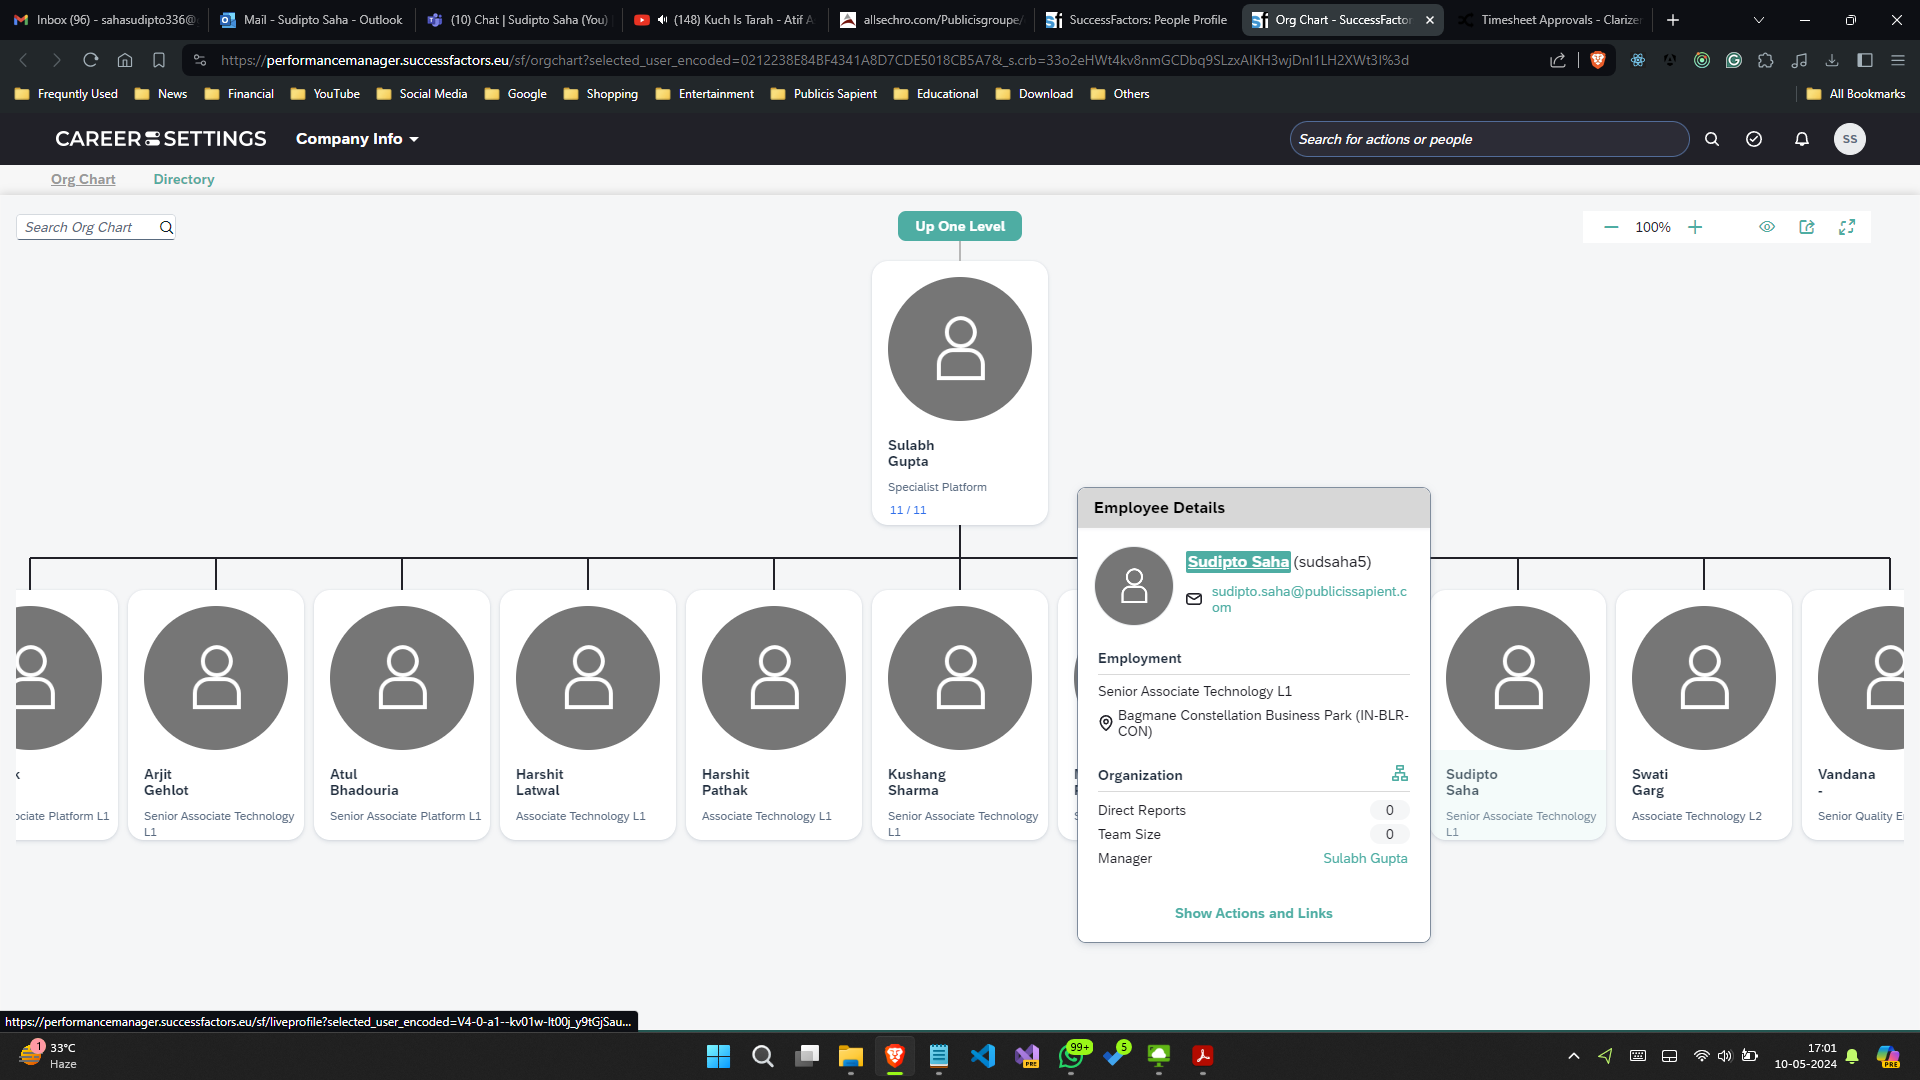 Inbox (96) - sahasudipto336@
Mail - Sudipto Saha - Outlook
(10) Chat | Sudipto Saha (You)
(148) Kuch Is Tarah - Atif A
allsechro.com/Publicisgroupe/
SuccessFactors: People Profile
Org Chart - SuccessFactor
Timesheet Approvals - Clarizen
https://performancemanager.successfactors.eu/sf/orgchart?selected_user_encoded=0212238E84BF4341A8D7CDE5018CB5A7&_s.crb=33o2eHWt4kv8nmGCDbq9SLzxAIKH3wjDnI1LH2XWt3I%3d
Frequntly Used
News
Financial
YouTube
Social Media
Google
Shopping
Entertainment
Publicis Sapient
Educational
Download
Others
All Bookmarks
CAREER SETTINGS
Company Info
Search for actions or people
SS
Org Chart
Directory
Search Org Chart
Up One Level
100%
Sulabh
Gupta
Specialist Platform
11 / 11
Employee Details
Sudipto Saha (sudsaha5)
sudipto.saha@publicissapient.c
om
Employment
Senior Associate Technology L1
Bagmane Constellation Business Park (IN-BLR-
CON)
Organization
Direct Reports 0
Team Size 0
Manager Sulabh Gupta
Show Actions and Links
k
ociate Platform L1
Arjit
Gehlot
Senior Associate Technology
L1
Atul
Bhadouria
Senior Associate Platform L1
Harshit
Latwal
Associate Technology L1
Harshit
Pathak
Associate Technology L1
Kushang
Sharma
Senior Associate Technology
L1
Sudipto
Saha
Senior Associate Technology
L1
Swati
Garg
Associate Technology L2
Vandana
-
Senior Quality E
https://performancemanager.successfactors.eu/sf/liveprofile?selected_user_encoded=V4-0-a1--kv01w-It00j_y9tGjSau...
1
33°C
Haze
PRE
99+
5
17:01
10-05-2024
PRE